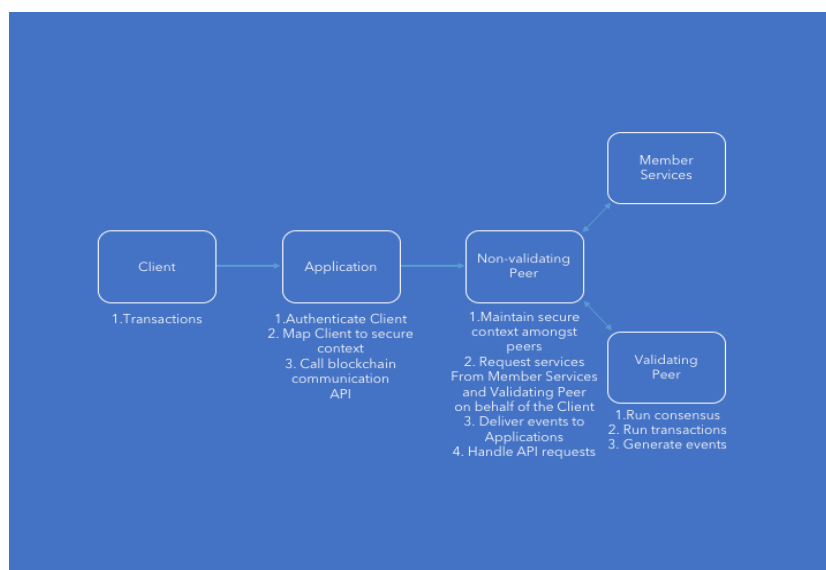 Member
Services
Client
Application
Non-validating
Peer
1.Transactions
1.Authenticate Client
2. Map Client to secure
context
3. Call blockchain
communication
API
1.Maintain secure
context amongst
peers
2. Request services
From Member Services
and Validating Peer
on behalf of the Client
3. Deliver events to
Applications
4. Handle API requests
Validating
Peer
1.Run consensus
2. Run transactions
3. Generate events